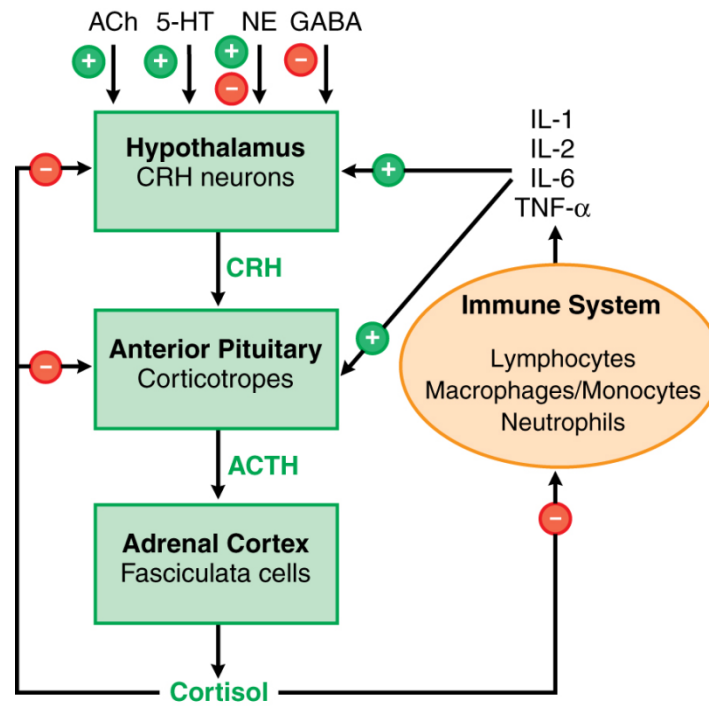 ACh 5-HT NE GABA
+ + + −
−
Hypothalamus
CRH neurons
− +
IL-1
IL-2
IL-6
TNF-α
CRH
Immune System
Lymphocytes
Macrophages/Monocytes
Neutrophils
Anterior Pituitary
Corticotropes
− +
ACTH
Adrenal Cortex
Fasciculata cells
−
Cortisol